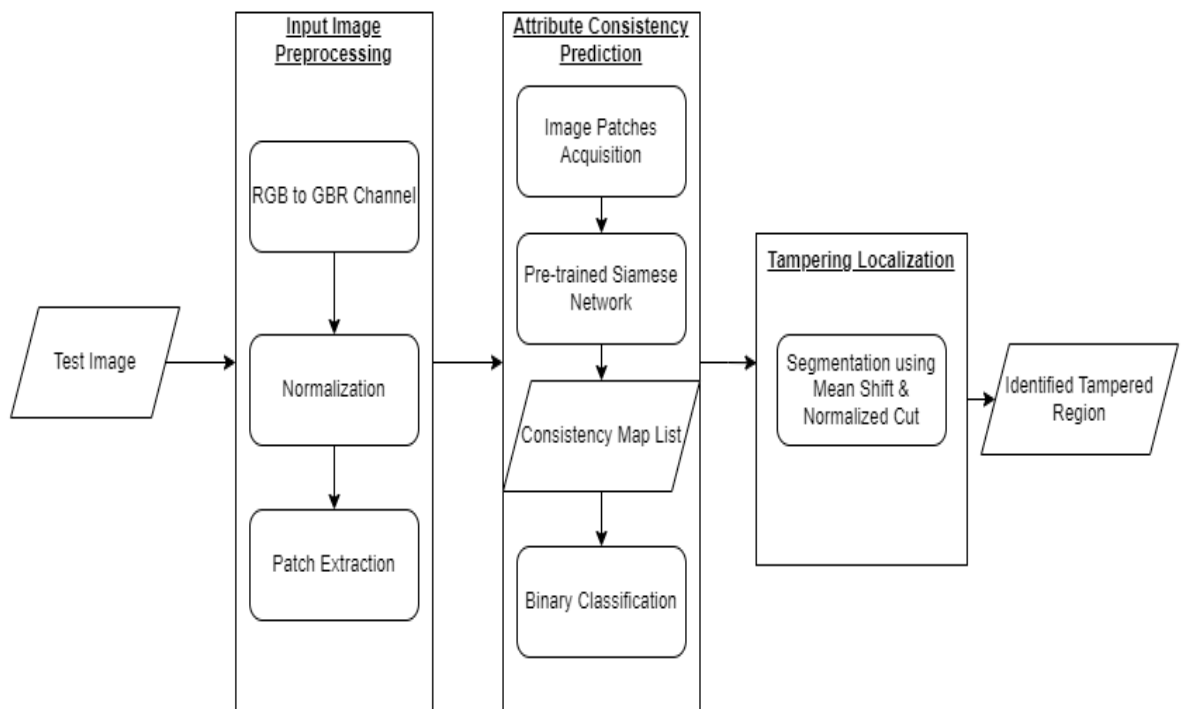 Test Image
Input Image
Preprocessing
RGB to GBR Channel
Normalization
Patch Extraction
Attribute Consistency
Prediction
Image Patches
Acquisition
Pre-trained Siamese
Network
Consistency Map List
Binary Classification
Tampering Localization
Segmentation using
Mean Shift &
Normalized Cut
Identified Tampered
Region